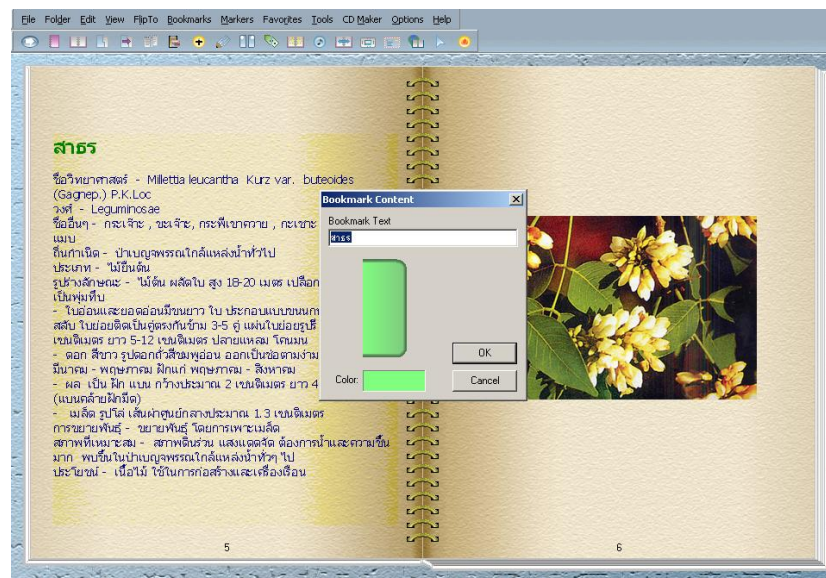 File Folder Edit View FlipTo Bookmarks Markers Favorites Tools CD Maker Options Help
สาธร
ชื่อวิทยาศาสตร์ - Millettia leucantha Kurz var. buteoides
(Gagnep.) P.K.Loc
วงศ์ - Leguminosae
ชื่ออื่นๆ - กระเจ๊าะ , ขะเจ๊าะ, กระพี้เขาควาย , กะเซาะ
แมบ
ถิ่นกำเนิด - ป่าเบญจพรรณใกล้แหล่งน้ำทั่วไป
ประเภท - ไม้ยืนต้น
รูปร่างลักษณะ - ไม้ต้น ผลัดใบ สูง 18-20 เมตร เปลือก
เป็นพุ่มทึบ
- ใบอ่อนและยอดอ่อนมีขนยาว ใบ ประกอบแบบขนนก
สลับ ใบย่อยติดเป็นคู่ตรงกันข้าม 3-5 คู่ แผ่นใบย่อยรูปรี
เซนติเมตร ยาว 5-12 เซนติเมตร ปลายแหลม โคนมน
- ดอก สีขาว รูปดอกถั่วสีชมพูอ่อน ออกเป็นช่อตามง่าม
มีนาคม - พฤษภาคม ฝักแก่ พฤษภาคม - สิงหาคม
- ผล เป็น ฝัก แบน กว้างประมาณ 2 เซนติเมตร ยาว 4
(แบนคล้ายฝักมีด)
- เมล็ด รูปโล่ เส้นผ่าศูนย์กลางประมาณ 1.3 เซนติเมตร
การขยายพันธุ์ - ขยายพันธุ์ โดยการเพาะเมล็ด
สภาพที่เหมาะสม - สภาพดินร่วน แสงแดดจัด ต้องการน้ำและความชื้น
มาก พบขึ้นในป่าเบญจพรรณใกล้แหล่งน้ำทั่วๆ ไป
ประโยชน์ - เนื้อไม้ ใช้ในการก่อสร้างและเครื่องเรือน
5
Bookmark Content
Bookmark Text
สาธร
OK
Color:
Cancel
6